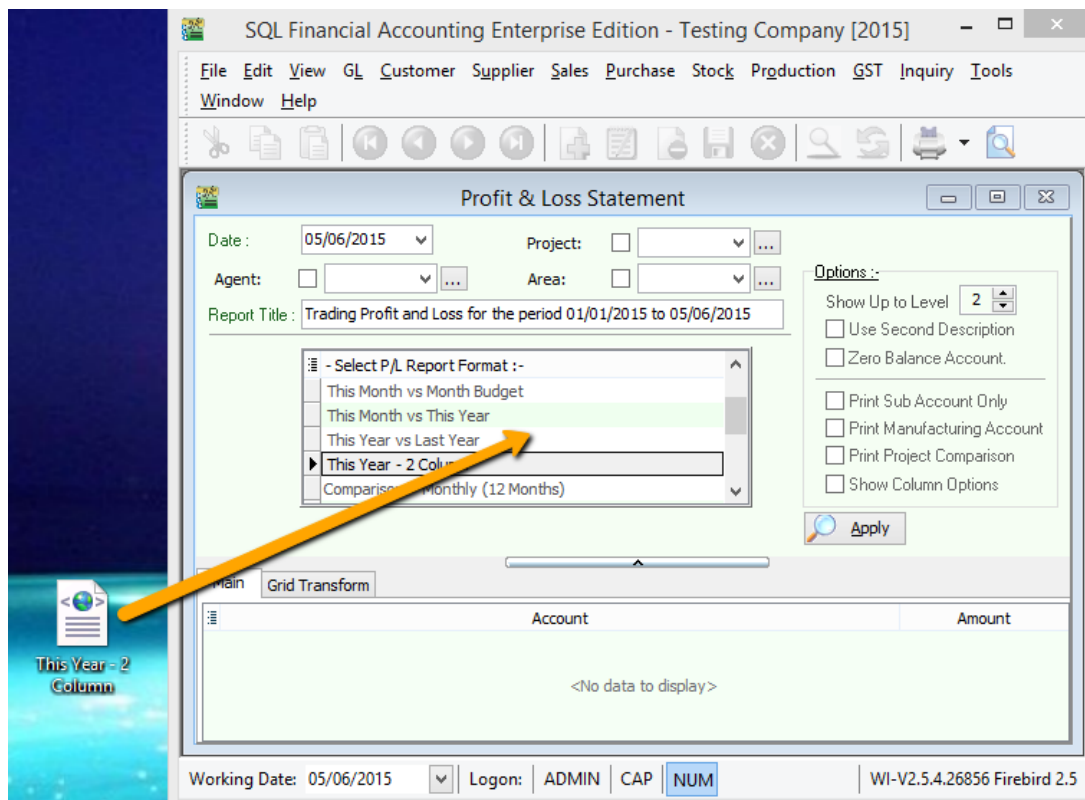 SQL Financial Accounting Enterprise Edition - Testing Company [2015]
File Edit View GL Customer Supplier Sales Purchase Stock Production GST Inquiry Tools
Window Help
Profit & Loss Statement
Date : 05/06/2015 Project: ...
Agent: ... Area: ...
Report Title : Trading Profit and Loss for the period 01/01/2015 to 05/06/2015
Options :-
Show Up to Level 2
Use Second Description
Zero Balance Account.
Print Sub Account Only
Print Manufacturing Account
Print Project Comparison
Show Column Options
Apply
- Select P/L Report Format :-
This Month vs Month Budget
This Month vs This Year
This Year vs Last Year
This Year - 2
Monthly (12 Months)
Main Grid Transform
Account Amount
<No data to display>
This Year - 2
Column
Working Date: 05/06/2015 Logon: ADMIN CAP NUM WI-V2.5.4.26856 Firebird 2.5